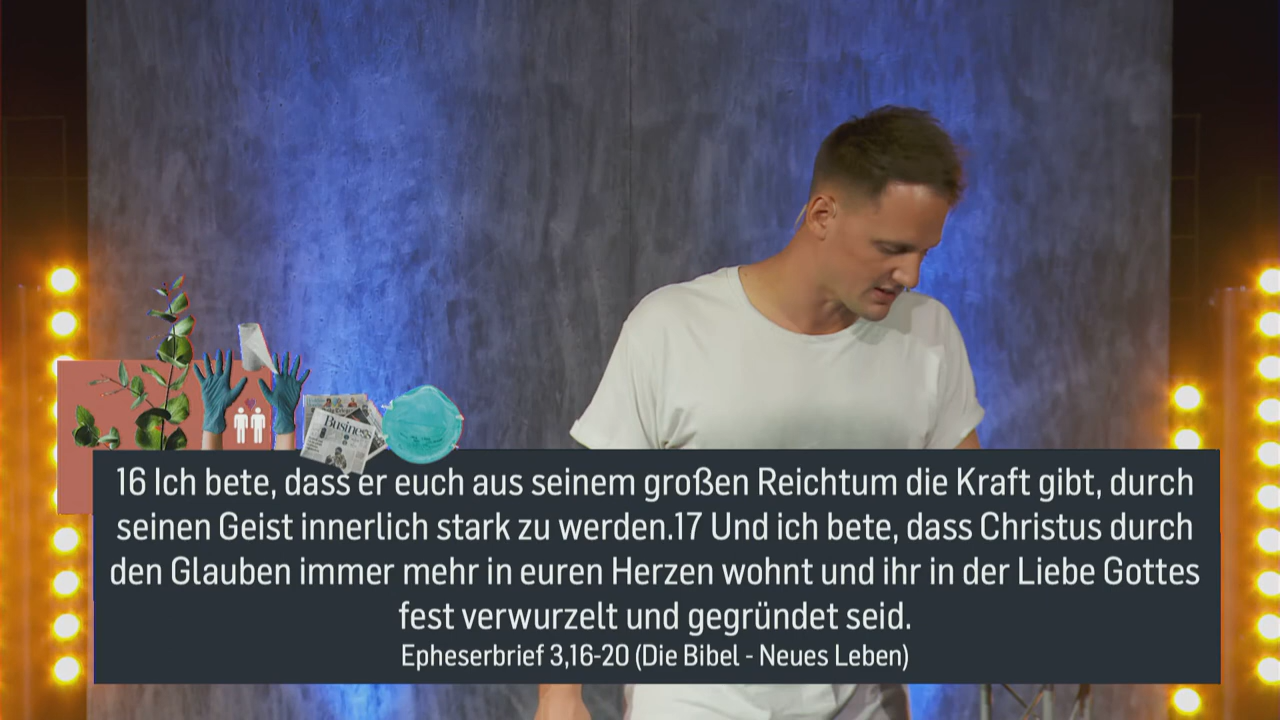 Business
16 Ich bete, dass er euch aus seinem großen Reichtum die Kraft gibt, durch
seinen Geist innerlich stark zu werden.17 Und ich bete, dass Christus durch
den Glauben immer mehr in euren Herzen wohnt und ihr in der Liebe Gottes
fest verwurzelt und gegründet seid.
Epheserbrief 3,16-20 (Die Bibel - Neues Leben)